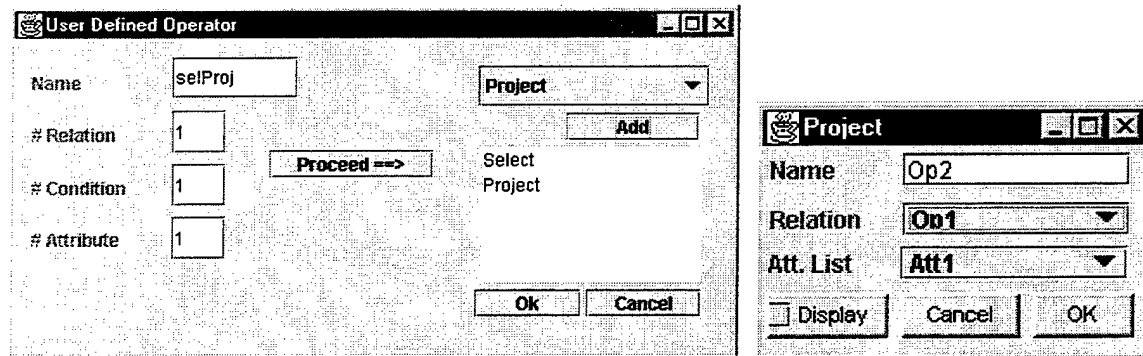 User Defined Operator
Name selProj
# Relation 1
# Condition 1
# Attribute 1
Proceed ==>
Project
Add
Select
Project
Ok Cancel
Project
Name Op2
Relation Op1
Att. List Att1
Display Cancel OK